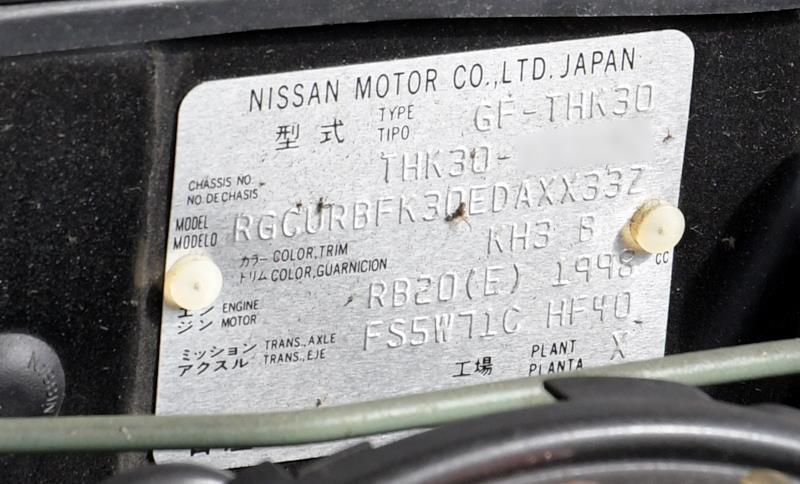 NISSAN MOTOR CO.,LTD. JAPAN
型式 TYPE TIPO GF-THK30
CHASSIS NO. NO. DE CHASIS THK30-
MODEL MODELO RGCURBFK30EDAXX33Z
カラー COLOR,TRIM
トリム COLOR,GUARNICION KH3 B
エンジン ENGINE MOTOR RB20(E) 1998 CC
ミッション TRANS.,AXLE
アクスル TRANS.,EJE FS5W71C HF40
工場 PLANT PLANTA X